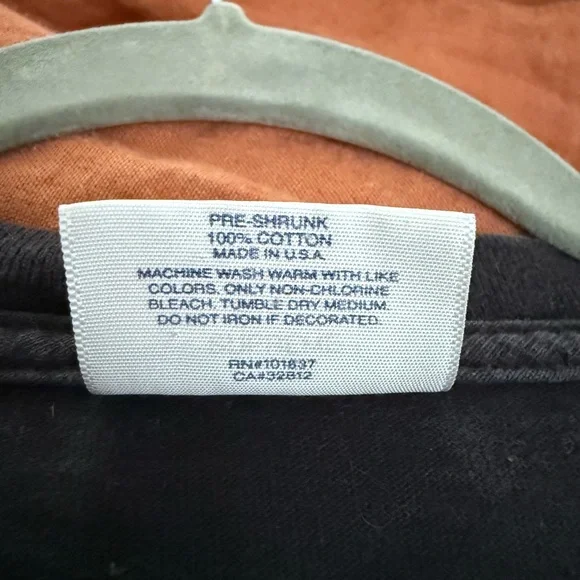 PRE-SHRUNK
100% COTTON
MADE IN U.S.A.
MACHINE WASH WARM WITH LIKE
COLORS. ONLY NON-CHLORINE
BLEACH. TUMBLE DRY MEDIUM.
DO NOT IRON IF DECORATED.
RN#101637
CA#32812